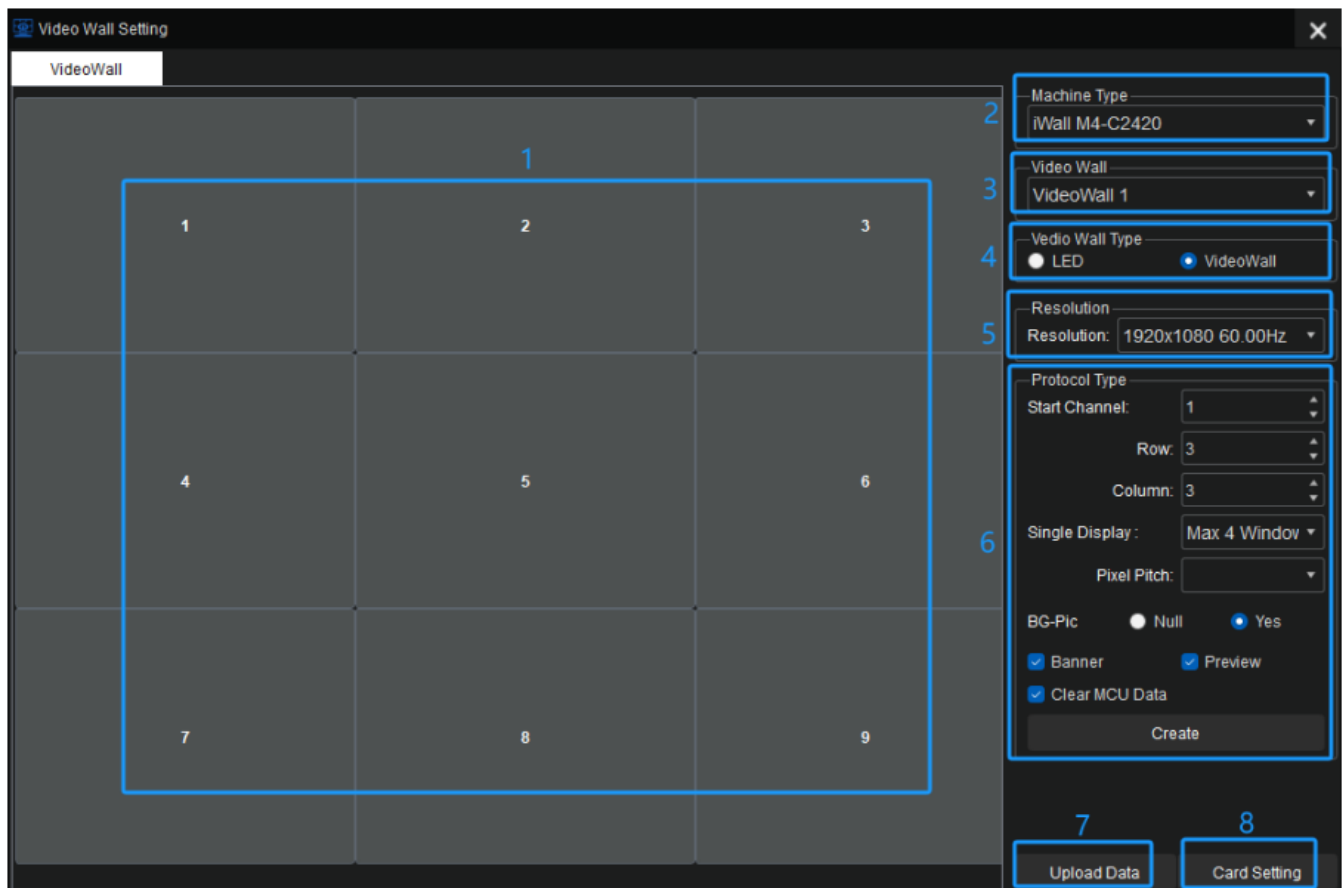 Video Wall Setting
VideoWall
1
1
2
3
4
5
6
7
8
9
2
Machine Type
iWall M4-C2420
3
Video Wall
VideoWall 1
4
Vedio Wall Type
LED VideoWall
5
Resolution
Resolution: 1920x1080 60.00Hz
6
Protocol Type
Start Channel: 1
Row: 3
Column: 3
Single Display : Max 4 Window
Pixel Pitch:
BG-Pic Null Yes
Banner Preview
Clear MCU Data
Create
7 8
Upload Data Card Setting